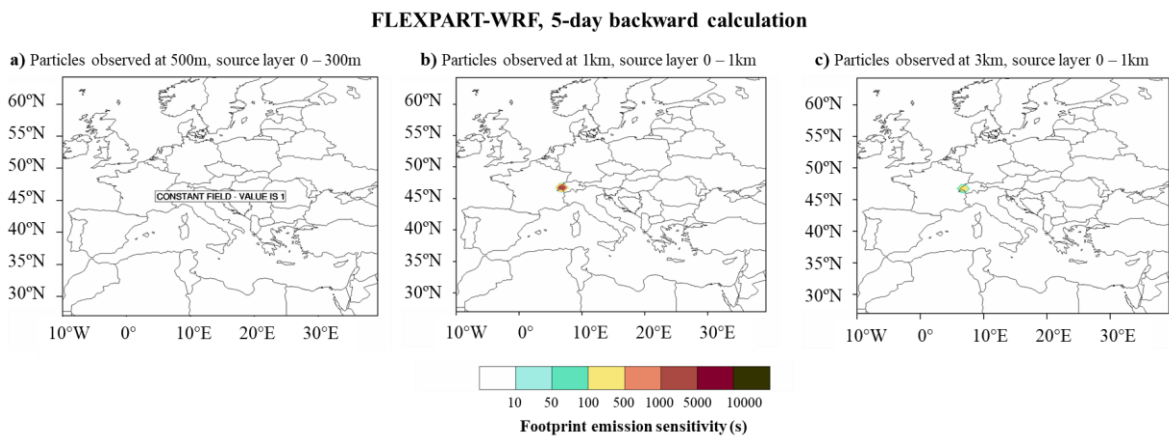 FLEXPART-WRF, 5-day backward calculation
a) Particles observed at 500m, source layer 0 – 300m
60ºN
55ºN
50ºN
45ºN
40ºN
35ºN
30ºN
CONSTANT FIELD - VALUE IS 1
10ºW 0º 10ºE 20ºE 30ºE
b) Particles observed at 1km, source layer 0 – 1km
60ºN
55ºN
50ºN
45ºN
40ºN
35ºN
30ºN
10ºW 0º 10ºE 20ºE 30ºE
c) Particles observed at 3km, source layer 0 – 1km
60ºN
55ºN
50ºN
45ºN
40ºN
35ºN
30ºN
10ºW 0º 10ºE 20ºE 30ºE
10 50 100 500 1000 5000 10000
Footprint emission sensitivity (s)